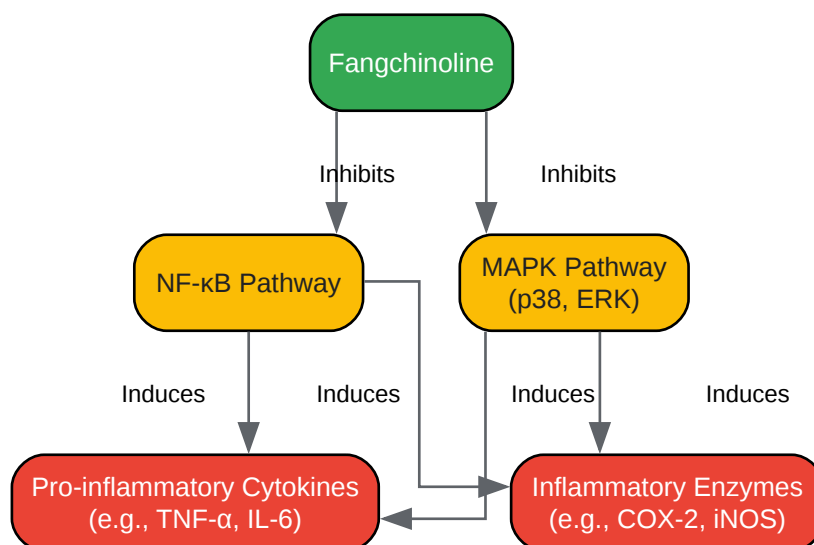 Fangchinoline
Inhibits
Inhibits
NF-κB Pathway
MAPK Pathway
(p38, ERK)
Induces
Induces
Induces
Induces
Pro-inflammatory Cytokines
(e.g., TNF-α, IL-6)
Inflammatory Enzymes
(e.g., COX-2, iNOS)